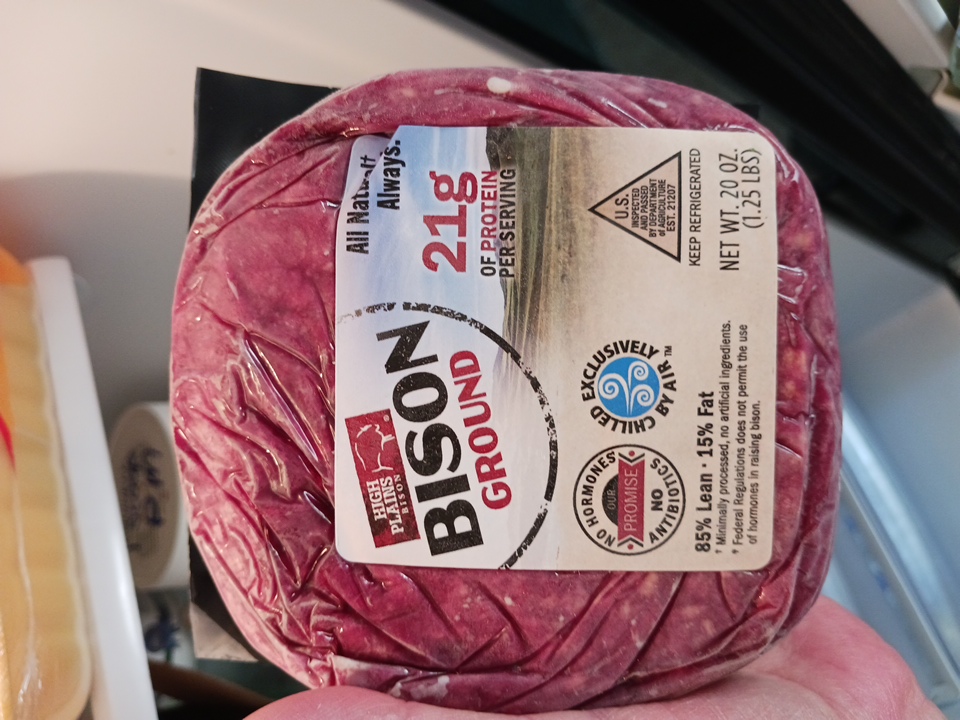 All Natural†
Always.
21g
OF PROTEIN
PER SERVING
HIGH
PLAINS
BISON
BISON
GROUND
U.S.
INSPECTED
AND PASSED
BY DEPARTMENT
of AGRICULTURE
EST. 21207
KEEP REFRIGERATED
NET WT. 20 OZ.
(1.25 LBS)
CHILLED EXCLUSIVELY
BY AIR™
NO HORMONES*
OUR
PROMISE
NO
ANTIBIOTICS
85% Lean • 15% Fat
† Minimally processed, no artificial ingredients.
* Federal Regulations does not permit the use
of hormones in raising bison.